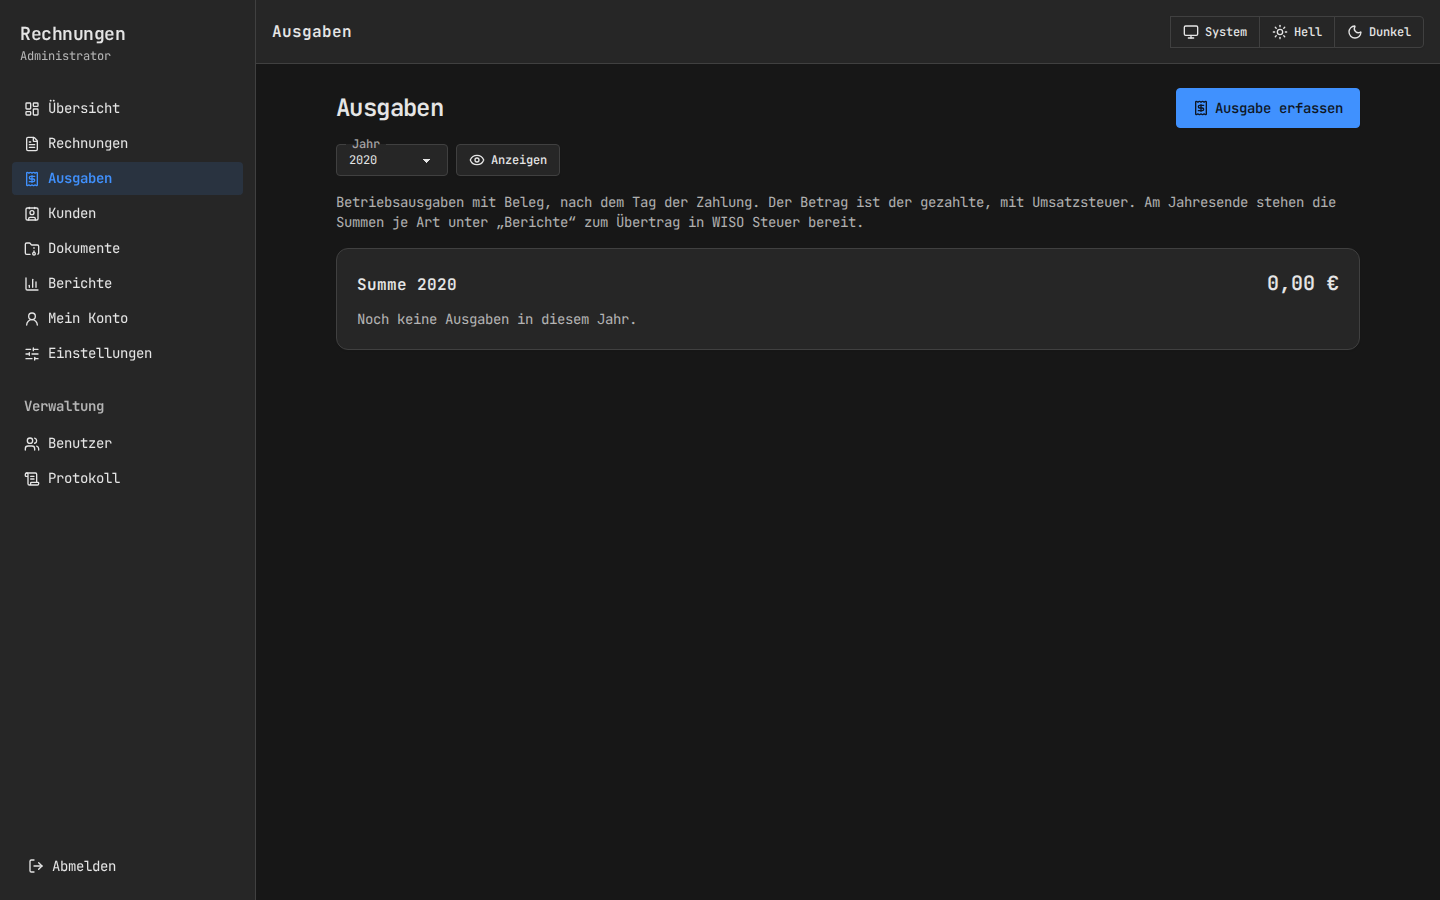 Rechnungen
Administrator
Übersicht
Rechnungen
Ausgaben
Kunden
Dokumente
Berichte
Mein Konto
Einstellungen
Verwaltung
Benutzer
Protokoll
Abmelden
Ausgaben
System
Hell
Dunkel
Ausgaben
Ausgabe erfassen
Jahr
2020
Anzeigen
Betriebsausgaben mit Beleg, nach dem Tag der Zahlung. Der Betrag ist der gezahlte, mit Umsatzsteuer. Am Jahresende stehen die
Summen je Art unter „Berichte“ zum Übertrag in WISO Steuer bereit.
Summe 2020
0,00 €
Noch keine Ausgaben in diesem Jahr.